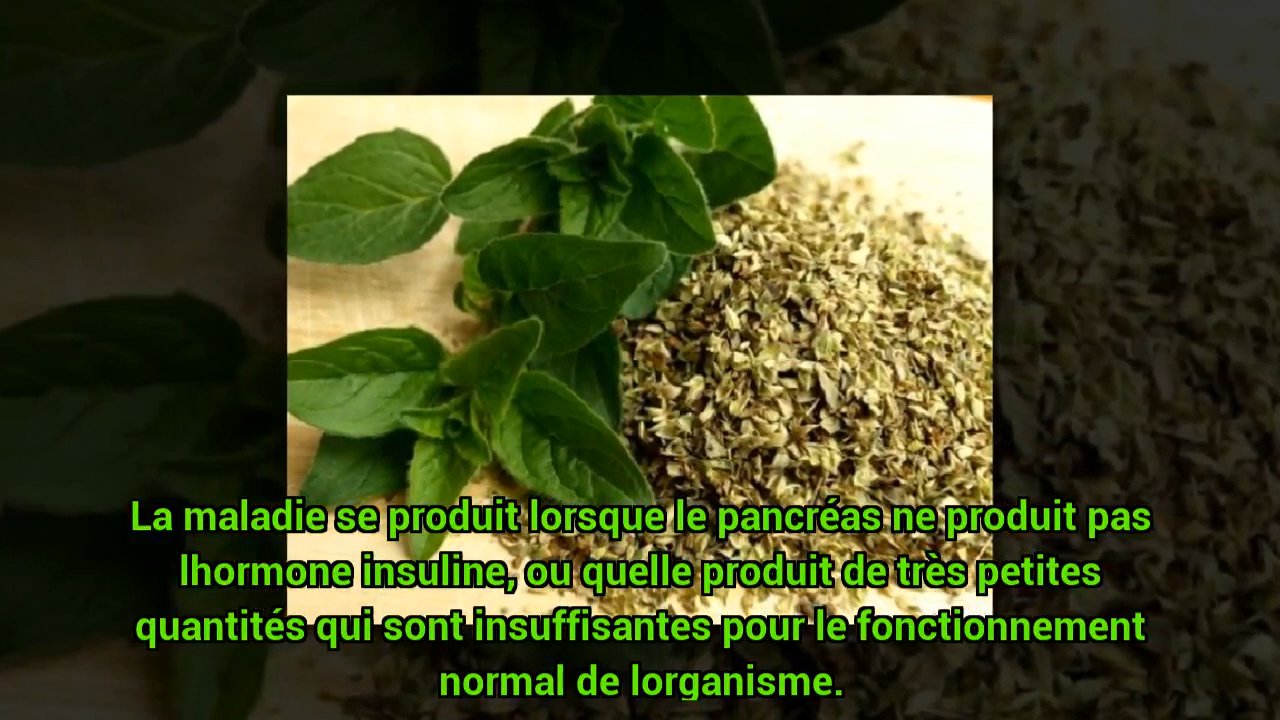 La maladie se produit lorsque le pancréas ne produit pas
lhormone insuline, ou quelle produit de très petites
quantités qui sont insuffisantes pour le fonctionnement
normal de lorganisme.